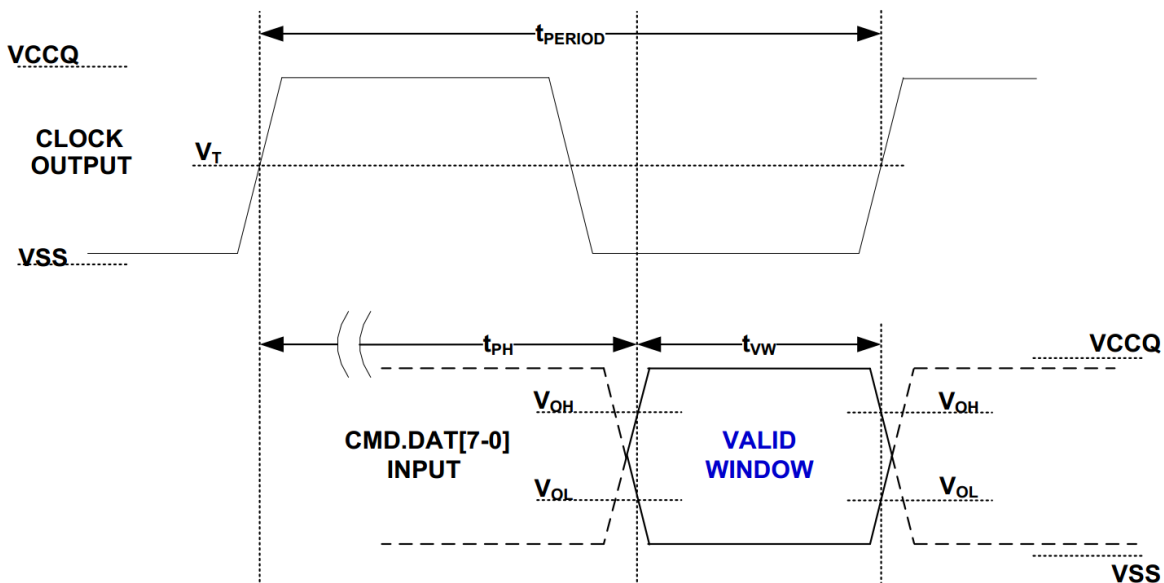 tPERIOD
VCCQ
CLOCK
OUTPUT
VT
VSS
tPH
tVW
VCCQ
VOH
VOH
CMD.DAT[7-0]
INPUT
VALID
WINDOW
VOL
VOL
VSS